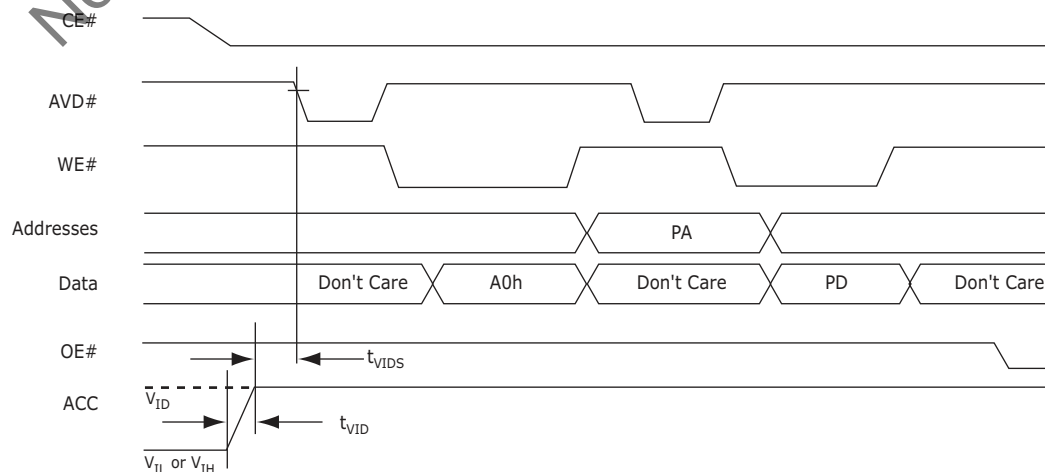 No
CE#
AVD#
WE#
Addresses
PA
Data
Don't Care
A0h
Don't Care
PD
Don't Care
OE#
tVIDS
ACC
VID
tVID
VIL or VIH